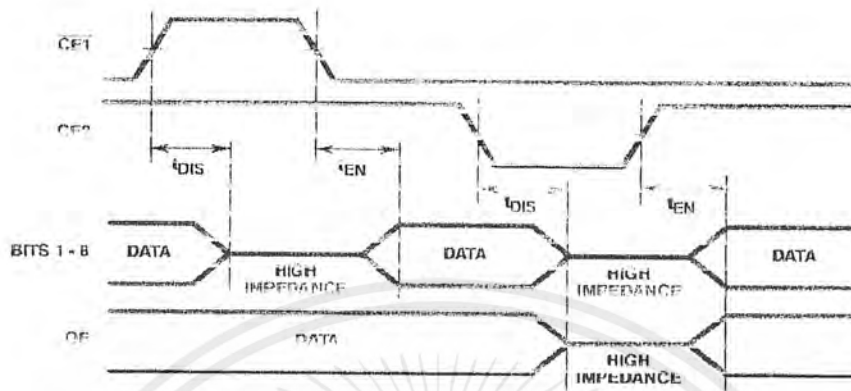 CE1
CE2
tDIS
tEN
tDIS
tEN
BITS 1 - 8
DATA
HIGH
IMPEDANCE
DATA
HIGH
IMPEDANCE
DATA
OF
DATA
HIGH
IMPEDANCE